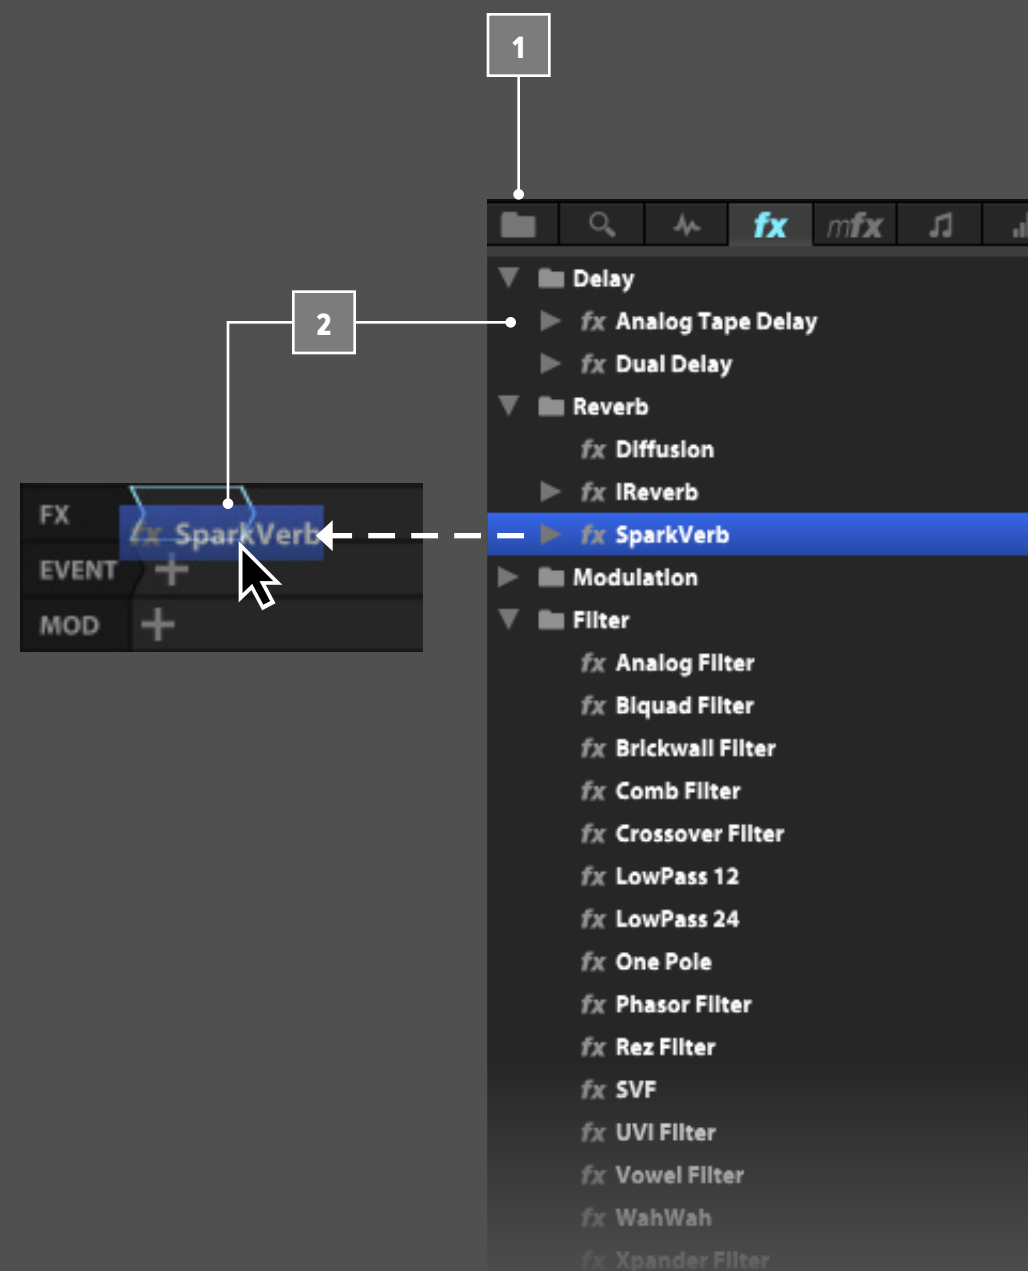 1
fx
mfx
Delay
2
fx Analog Tape Delay
fx Dual Delay
Reverb
fx Diffusion
fx IReverb
FX
fx SparkVerb
fx SparkVerb
EVENT
Modulation
MOD
Filter
fx Analog Filter
fx Biquad Filter
fx Brickwall Filter
fx Comb Filter
fx Crossover Filter
fx LowPass 12
fx LowPass 24
fx One Pole
fx Phasor Filter
fx Rez Filter
fx SVF
fx UVI Filter
fx Vowel Filter
fx WahWah
fx Xpander Filter